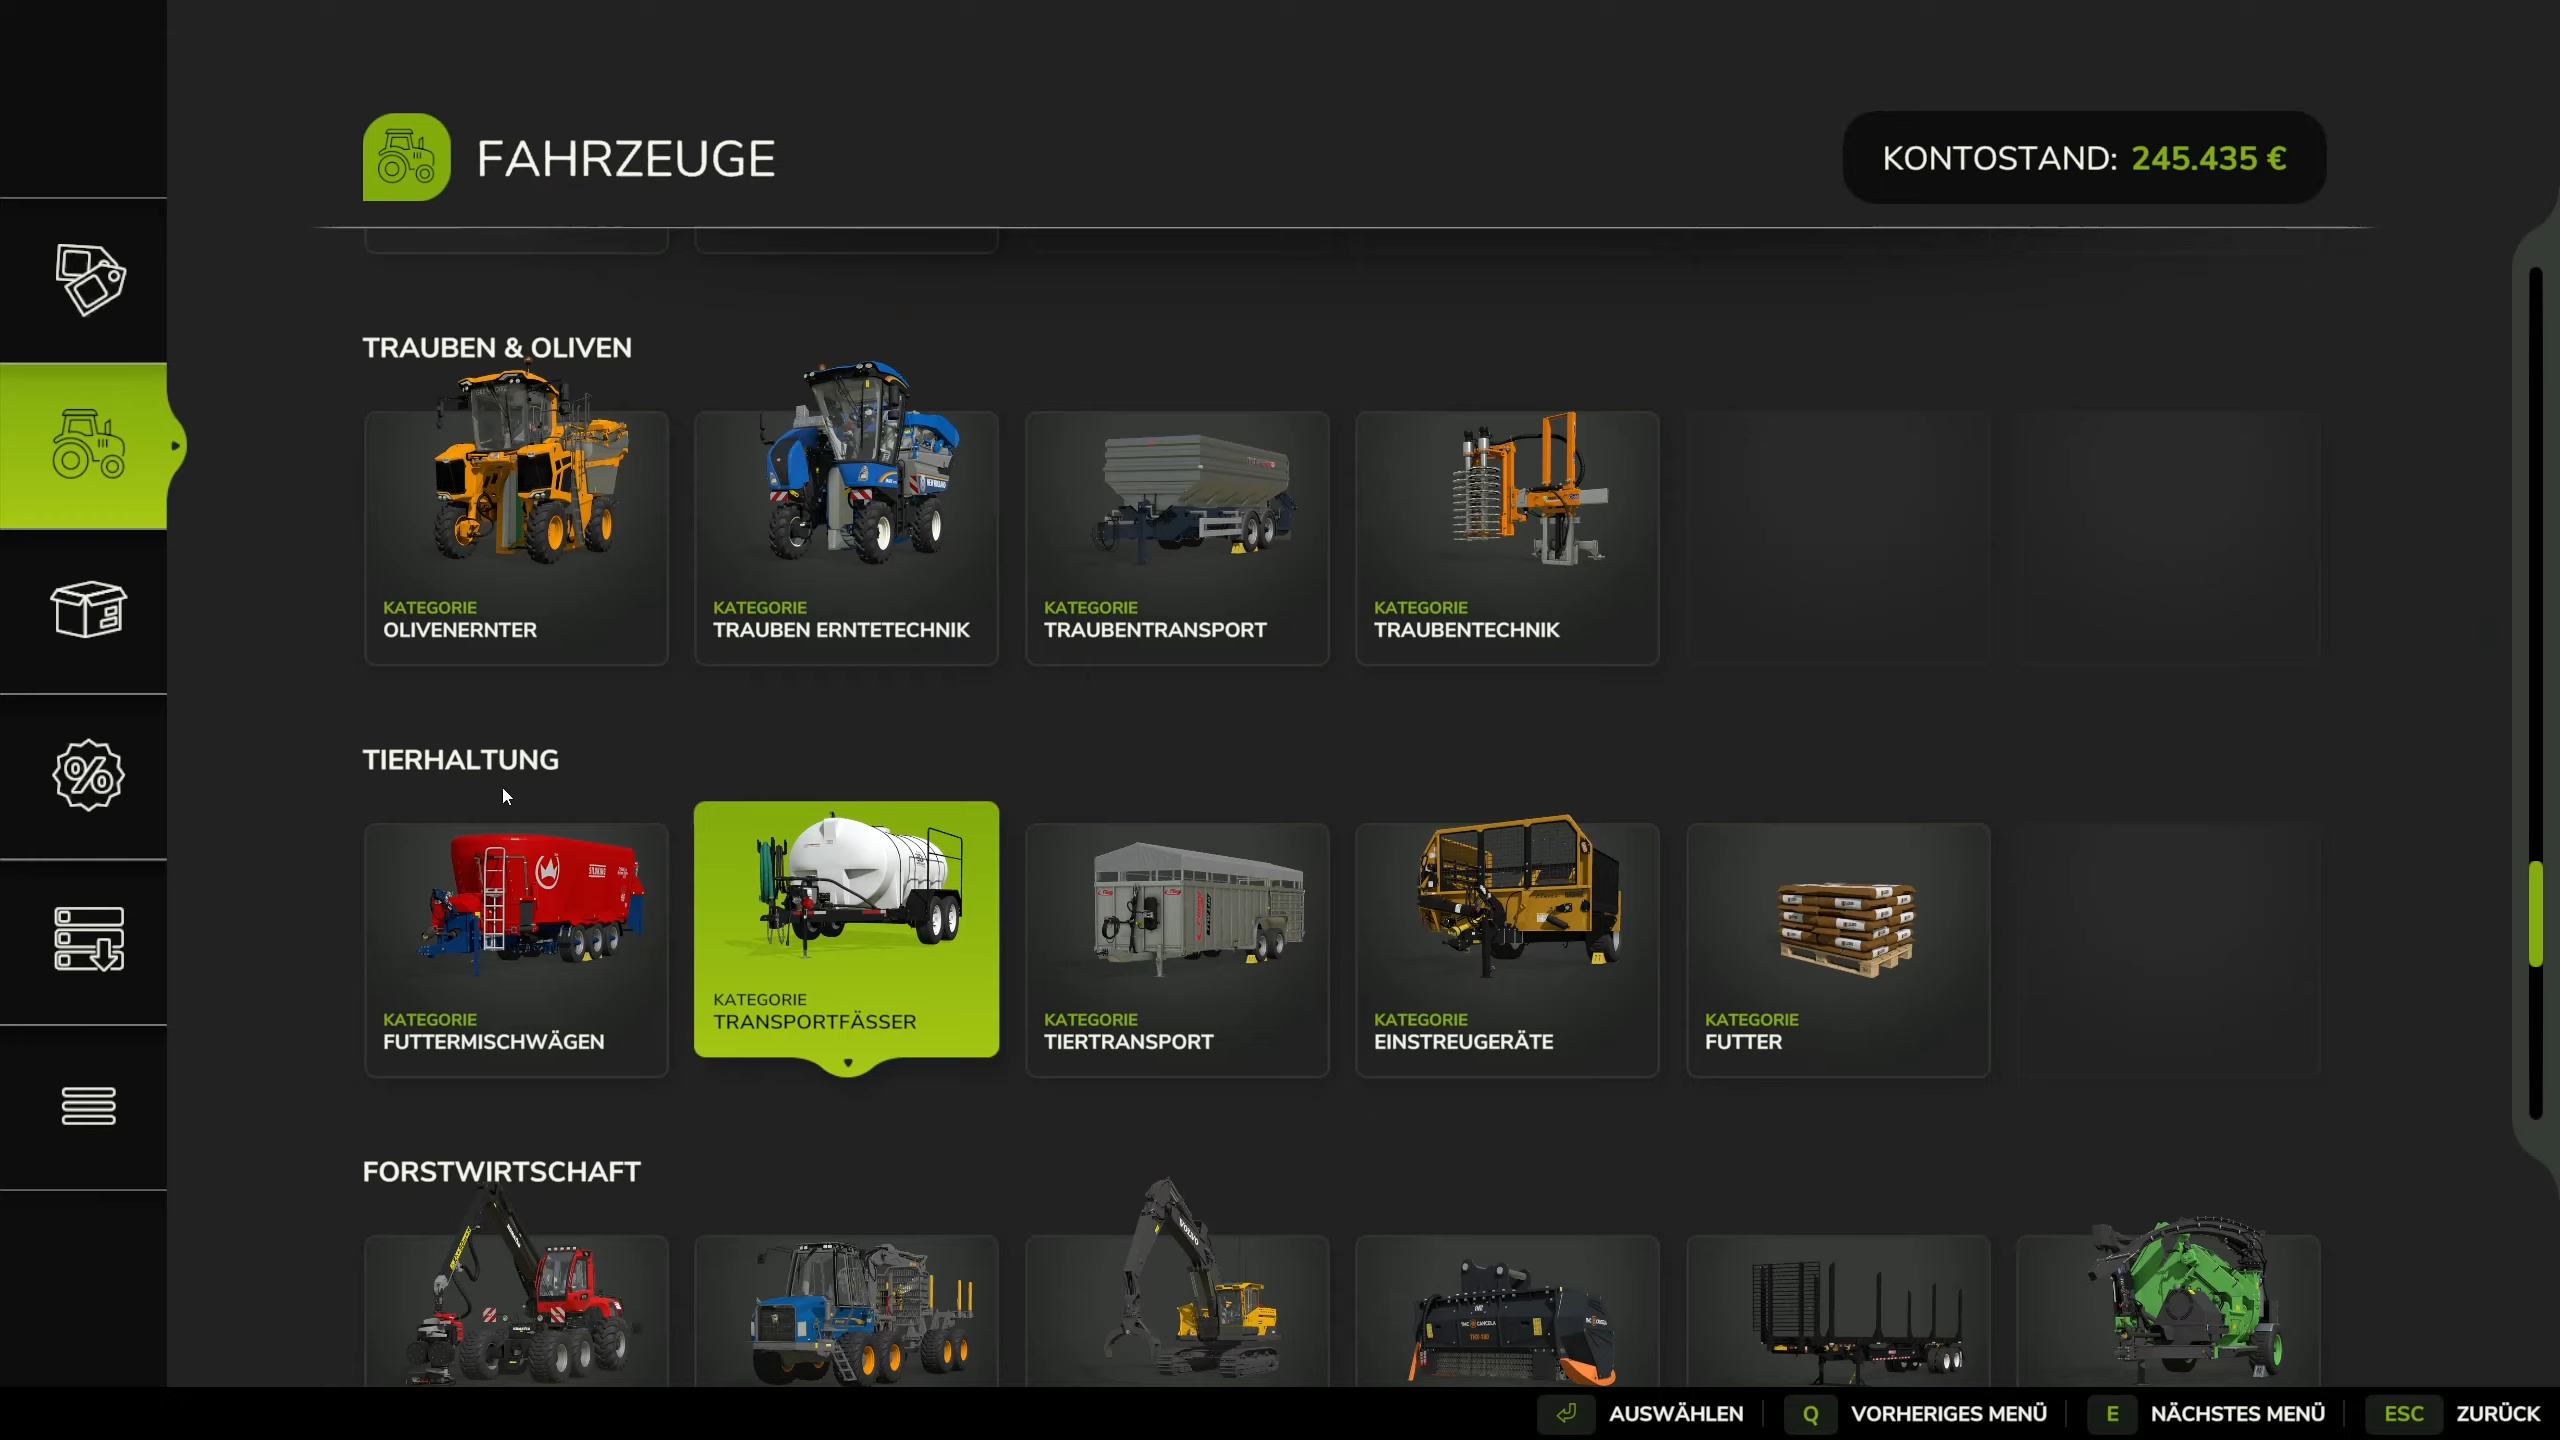 FAHRZEUGE
KONTOSTAND: 245.435 €
TRAUBEN & OLIVEN
KATEGORIE
OLIVENERNTER
KATEGORIE
TRAUBEN ERNTETECHNIK
KATEGORIE
TRAUBENTRANSPORT
KATEGORIE
TRAUBENTECHNIK
TIERHALTUNG
KATEGORIE
FUTTERMISCHWÄGEN
KATEGORIE
TRANSPORTFÄSSER
KATEGORIE
TIERTRANSPORT
KATEGORIE
EINSTREUGERÄTE
KATEGORIE
FUTTER
FORSTWIRTSCHAFT
VOLVO
AUSWÄHLEN
Q VORHERIGES MENÜ
E NÄCHSTES MENÜ
ESC ZURÜCK